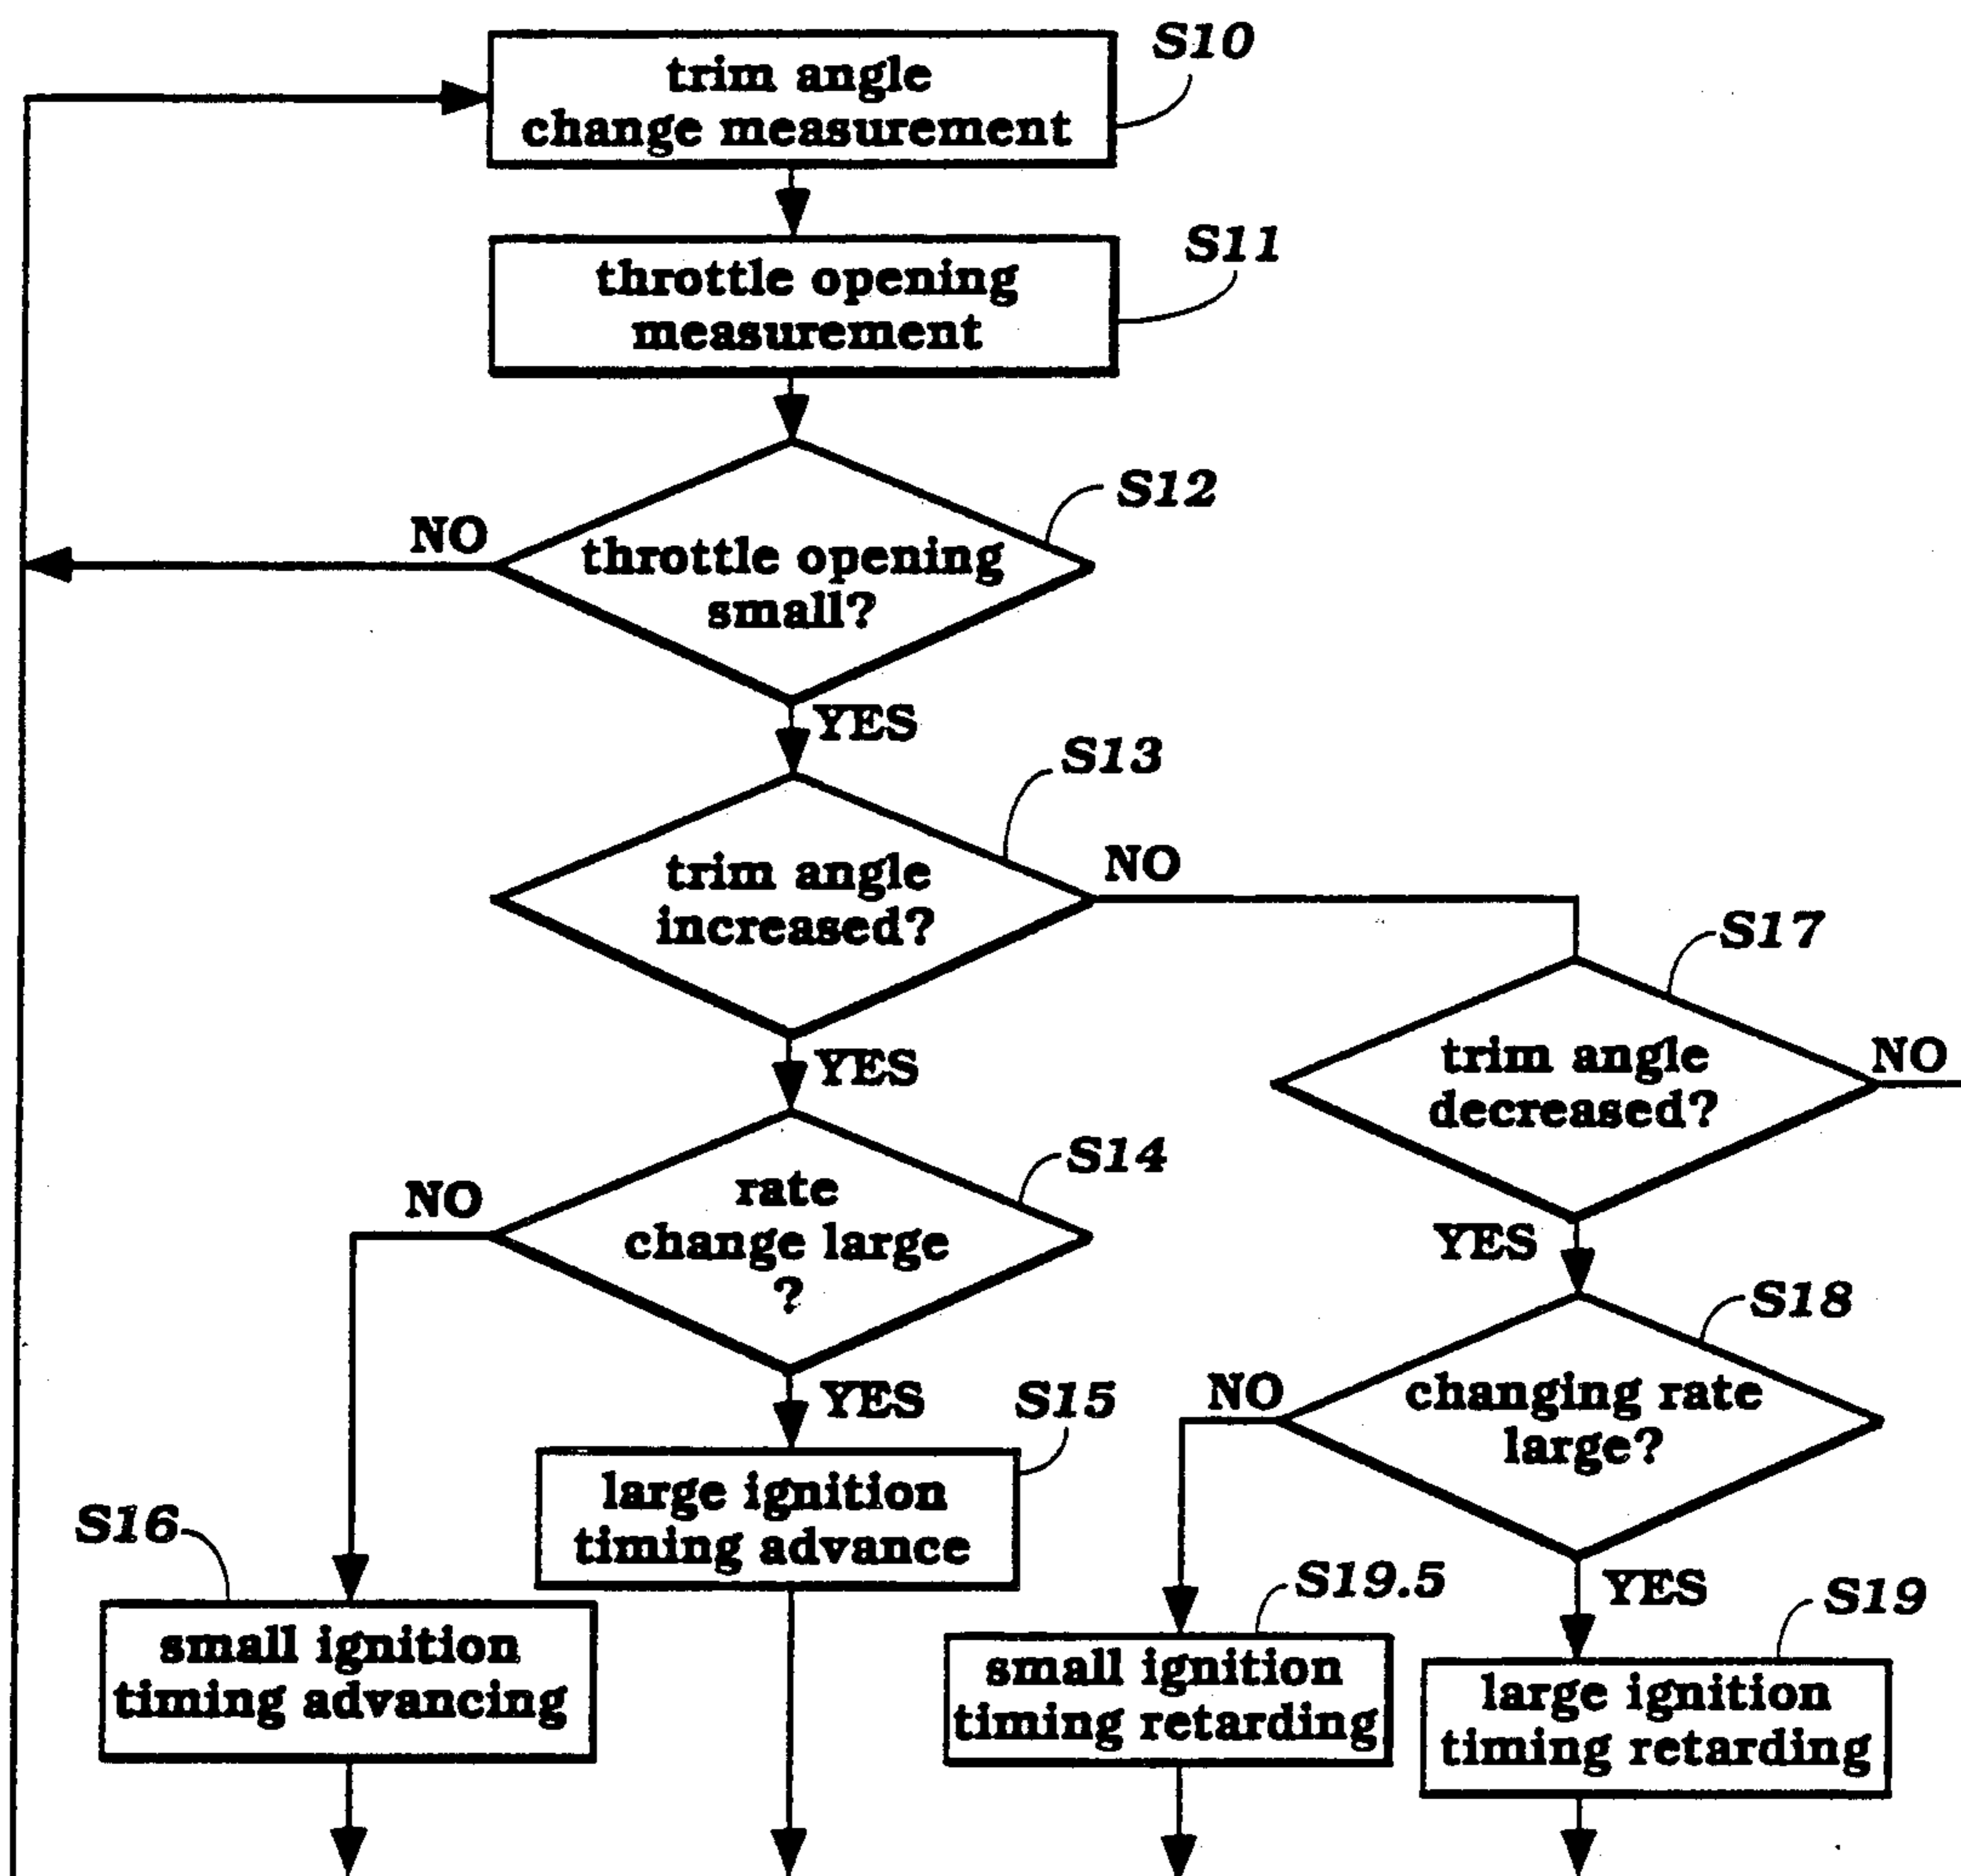 S10
trim angle
change measurement
S11
throttle opening
measurement
S12
NO
throttle opening
small?
YES
S13
trim angle
increased?
NO
S17
trim angle
decreased?
NO
YES
S14
rate
change large
?
NO
YES
YES
S18
changing rate
large?
NO
S15
large ignition
timing advance
S16
small ignition
timing advancing
S19.5
small ignition
timing retarding
YES
S19
large ignition
timing retarding